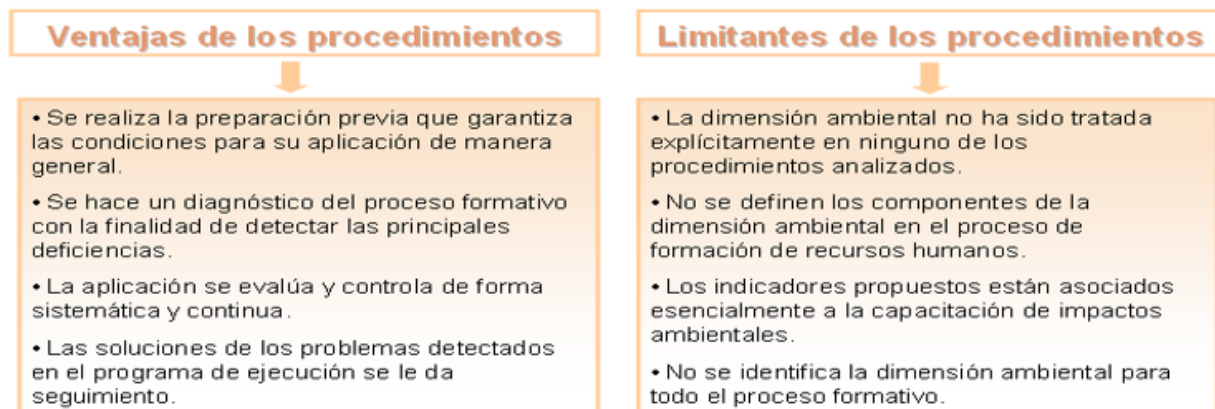 Ventajas de los procedimientos
• Se realiza la preparación previa que garantiza
las condiciones para su aplicación de manera
general.
• Se hace un diagnóstico del proceso formativo
con la finalidad de detectar las principales
deficiencias.
• La aplicación se evalúa y controla de forma
sistemática y continua.
• Las soluciones de los problemas detectados
en el programa de ejecución se le da
seguimiento.
Limitantes de los procedimientos
• La dimensión ambiental no ha sido tratada
explícitamente en ninguno de los
procedimientos analizados.
• No se definen los componentes de la
dimensión ambiental en el proceso de
formación de recursos humanos.
• Los indicadores propuestos están asociados
esencialmente a la capacitación de impactos
ambientales.
• No se identifica la dimensión ambiental para
todo el proceso formativo.